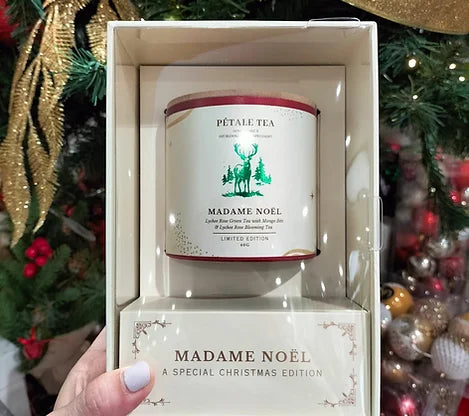 PÉTALE TEA
MADAME NOËL
Lychee Rose Green Tea with Mango bits
& Lychee Rose Blooming Tea
LIMITED EDITION
40G
MADAME NOËL
A SPECIAL CHRISTMAS EDITION